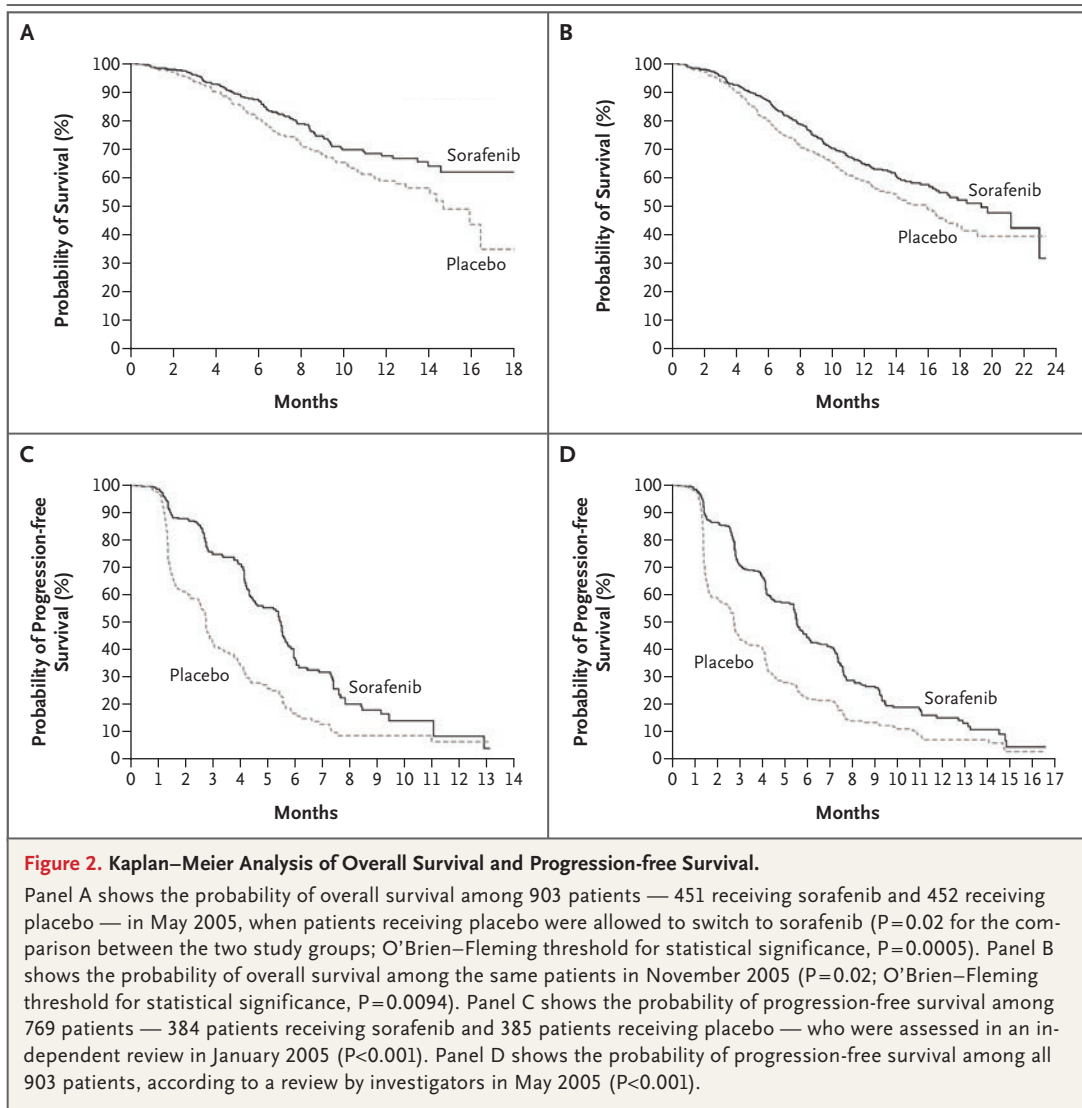 A
100
90
80
70
60
50
40
30
20
10
0
Probability of Survival (%)
Sorafenib
Placebo
0 2 4 6 8 10 12 14 16 18
Months
B
100
90
80
70
60
50
40
30
20
10
0
Probability of Survival (%)
Sorafenib
Placebo
0 2 4 6 8 10 12 14 16 18 20 22 24
Months
C
100
90
80
70
60
50
40
30
20
10
0
Probability of Progression-free
Survival (%)
Placebo
Sorafenib
0 1 2 3 4 5 6 7 8 9 10 11 12 13 14
Months
D
100
90
80
70
60
50
40
30
20
10
0
Probability of Progression-free
Survival (%)
Placebo
Sorafenib
0 1 2 3 4 5 6 7 8 9 10 11 12 13 14 15 16 17
Months
Figure 2. Kaplan–Meier Analysis of Overall Survival and Progression-free Survival.
Panel A shows the probability of overall survival among 903 patients — 451 receiving sorafenib and 452 receiving
placebo — in May 2005, when patients receiving placebo were allowed to switch to sorafenib (P=0.02 for the com-
parison between the two study groups; O'Brien–Fleming threshold for statistical significance, P=0.0005). Panel B
shows the probability of overall survival among the same patients in November 2005 (P=0.02; O'Brien–Fleming
threshold for statistical significance, P=0.0094). Panel C shows the probability of progression-free survival among
769 patients — 384 patients receiving sorafenib and 385 patients receiving placebo — who were assessed in an in-
dependent review in January 2005 (P<0.001). Panel D shows the probability of progression-free survival among all
903 patients, according to a review by investigators in May 2005 (P<0.001).